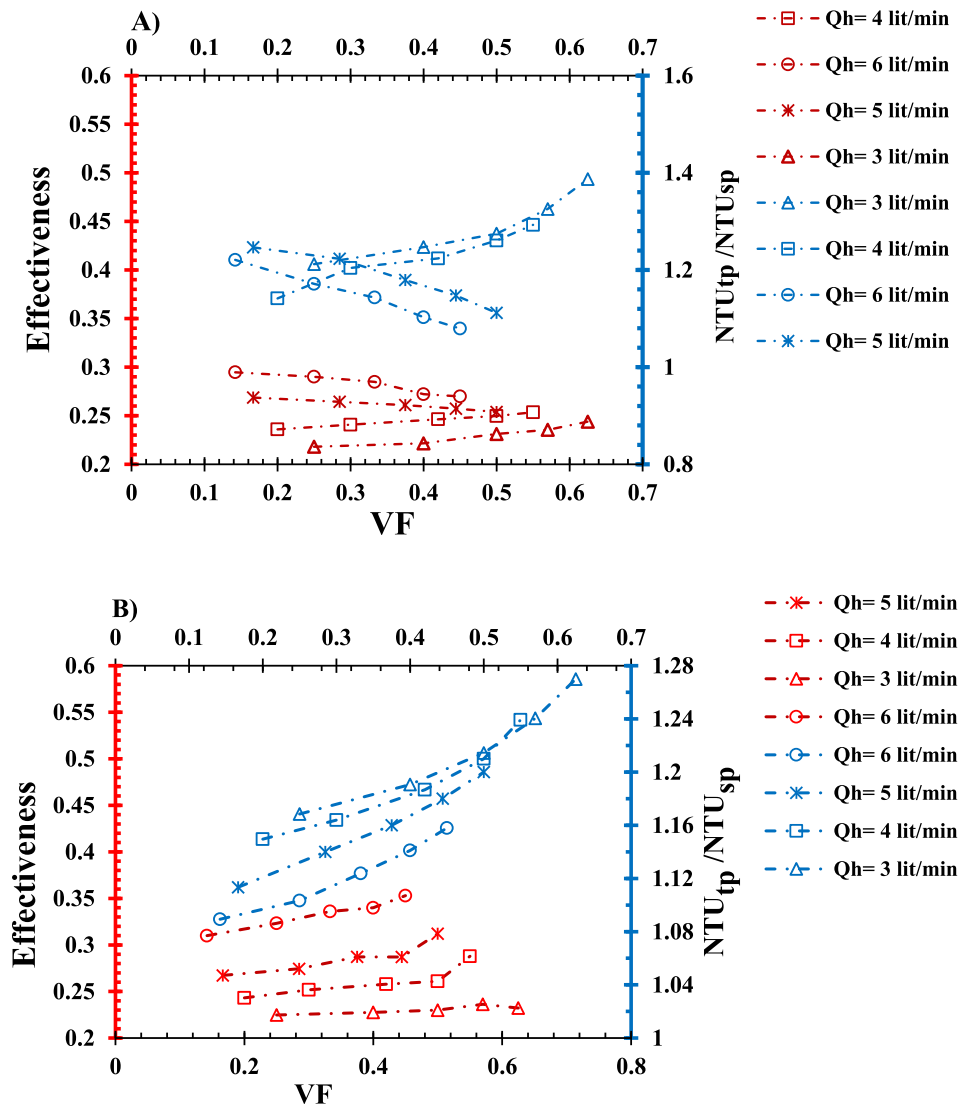 A)
0 0.1 0.2 0.3 0.4 0.5 0.6 0.7
0.6
0.55
0.5
0.45
0.4
0.35
0.3
0.25
0.2
Effectiveness
1.6
1.4
1.2
1
0.8
NTUtp /NTUsp
0 0.1 0.2 0.3 0.4 0.5 0.6 0.7
VF
Qh= 4 lit/min
Qh= 6 lit/min
Qh= 5 lit/min
Qh= 3 lit/min
Qh= 3 lit/min
Qh= 4 lit/min
Qh= 6 lit/min
Qh= 5 lit/min
B)
0 0.1 0.2 0.3 0.4 0.5 0.6 0.7
0.6
0.55
0.5
0.45
0.4
0.35
0.3
0.25
0.2
Effectiveness
1.28
1.24
1.2
1.16
1.12
1.08
1.04
1
NTUtp /NTUsp
0 0.2 0.4 0.6 0.8
VF
Qh= 5 lit/min
Qh= 4 lit/min
Qh= 3 lit/min
Qh= 6 lit/min
Qh= 6 lit/min
Qh= 5 lit/min
Qh= 4 lit/min
Qh= 3 lit/min